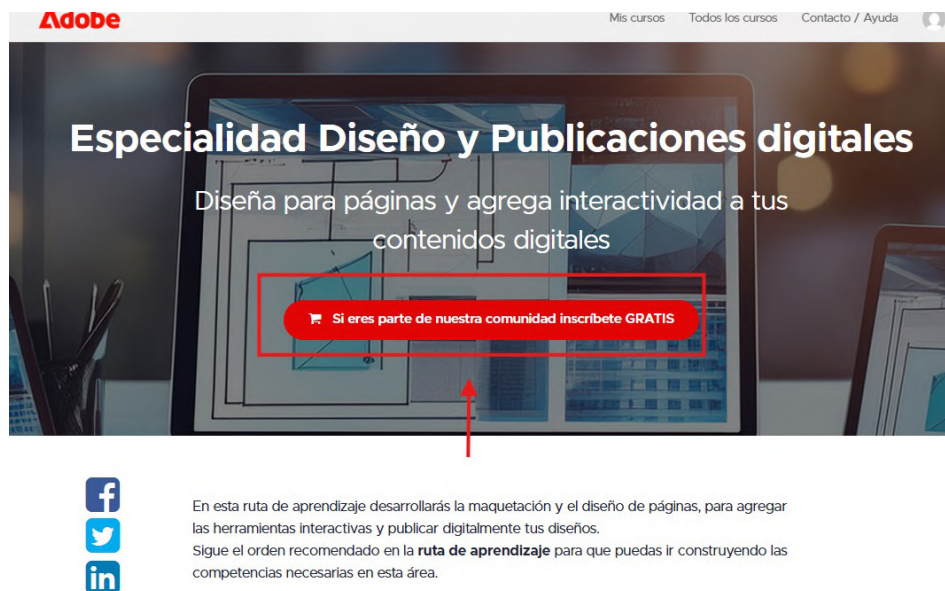 Adobe
Mis cursos Todos los cursos Contacto / Ayuda
Especialidad Diseño y Publicaciones digitales
Diseña para páginas y agrega interactividad a tus
contenidos digitales
Si eres parte de nuestra comunidad inscríbete GRATIS
En esta ruta de aprendizaje desarrollarás la maquetación y el diseño de páginas, para agregar
las herramientas interactivas y publicar digitalmente tus diseños.
Sigue el orden recomendado en la ruta de aprendizaje para que puedas ir construyendo las
competencias necesarias en esta área.
f
in